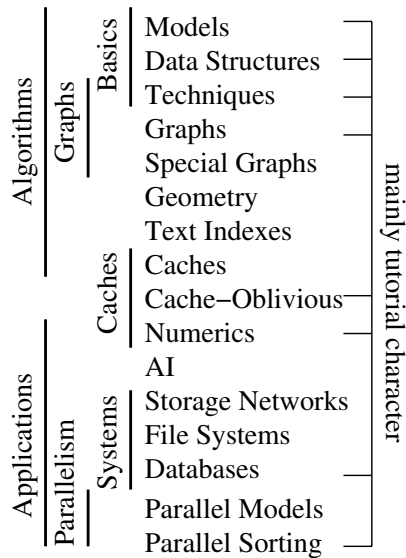 Algorithms
Graphs
Basics
Models
Data Structures
Techniques
Graphs
Special Graphs
Geometry
Text Indexes
Caches
Caches
Cache−Oblivious
Numerics
Applications
Parallelism
Systems
AI
Storage Networks
File Systems
Databases
Parallel Models
Parallel Sorting
mainly tutorial character